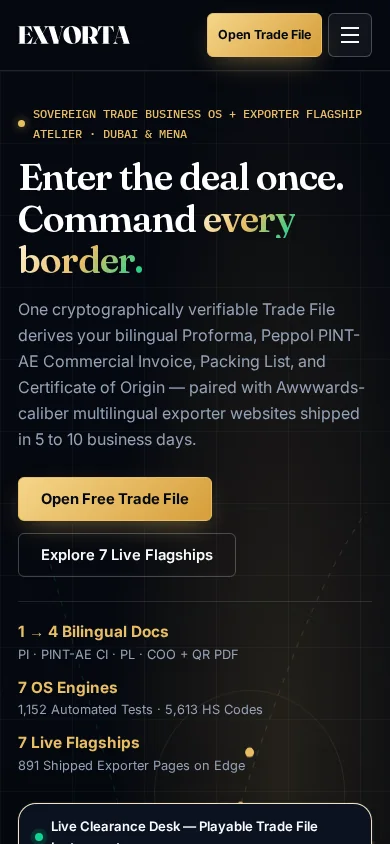 EXVORTA
Open Trade File
SOVEREIGN TRADE BUSINESS OS + EXPORTER FLAGSHIP
ATELIER · DUBAI & MENA
Enter the deal once.
Command every
border.
One cryptographically verifiable Trade File
derives your bilingual Proforma, Peppol PINT-
AE Commercial Invoice, Packing List, and
Certificate of Origin — paired with Awwwards-
caliber multilingual exporter websites shipped
in 5 to 10 business days.
Open Free Trade File
Explore 7 Live Flagships
1 → 4 Bilingual Docs
PI · PINT-AE CI · PL · COO + QR PDF
7 OS Engines
1,152 Automated Tests · 5,613 HS Codes
7 Live Flagships
891 Shipped Exporter Pages on Edge
Live Clearance Desk — Playable Trade File